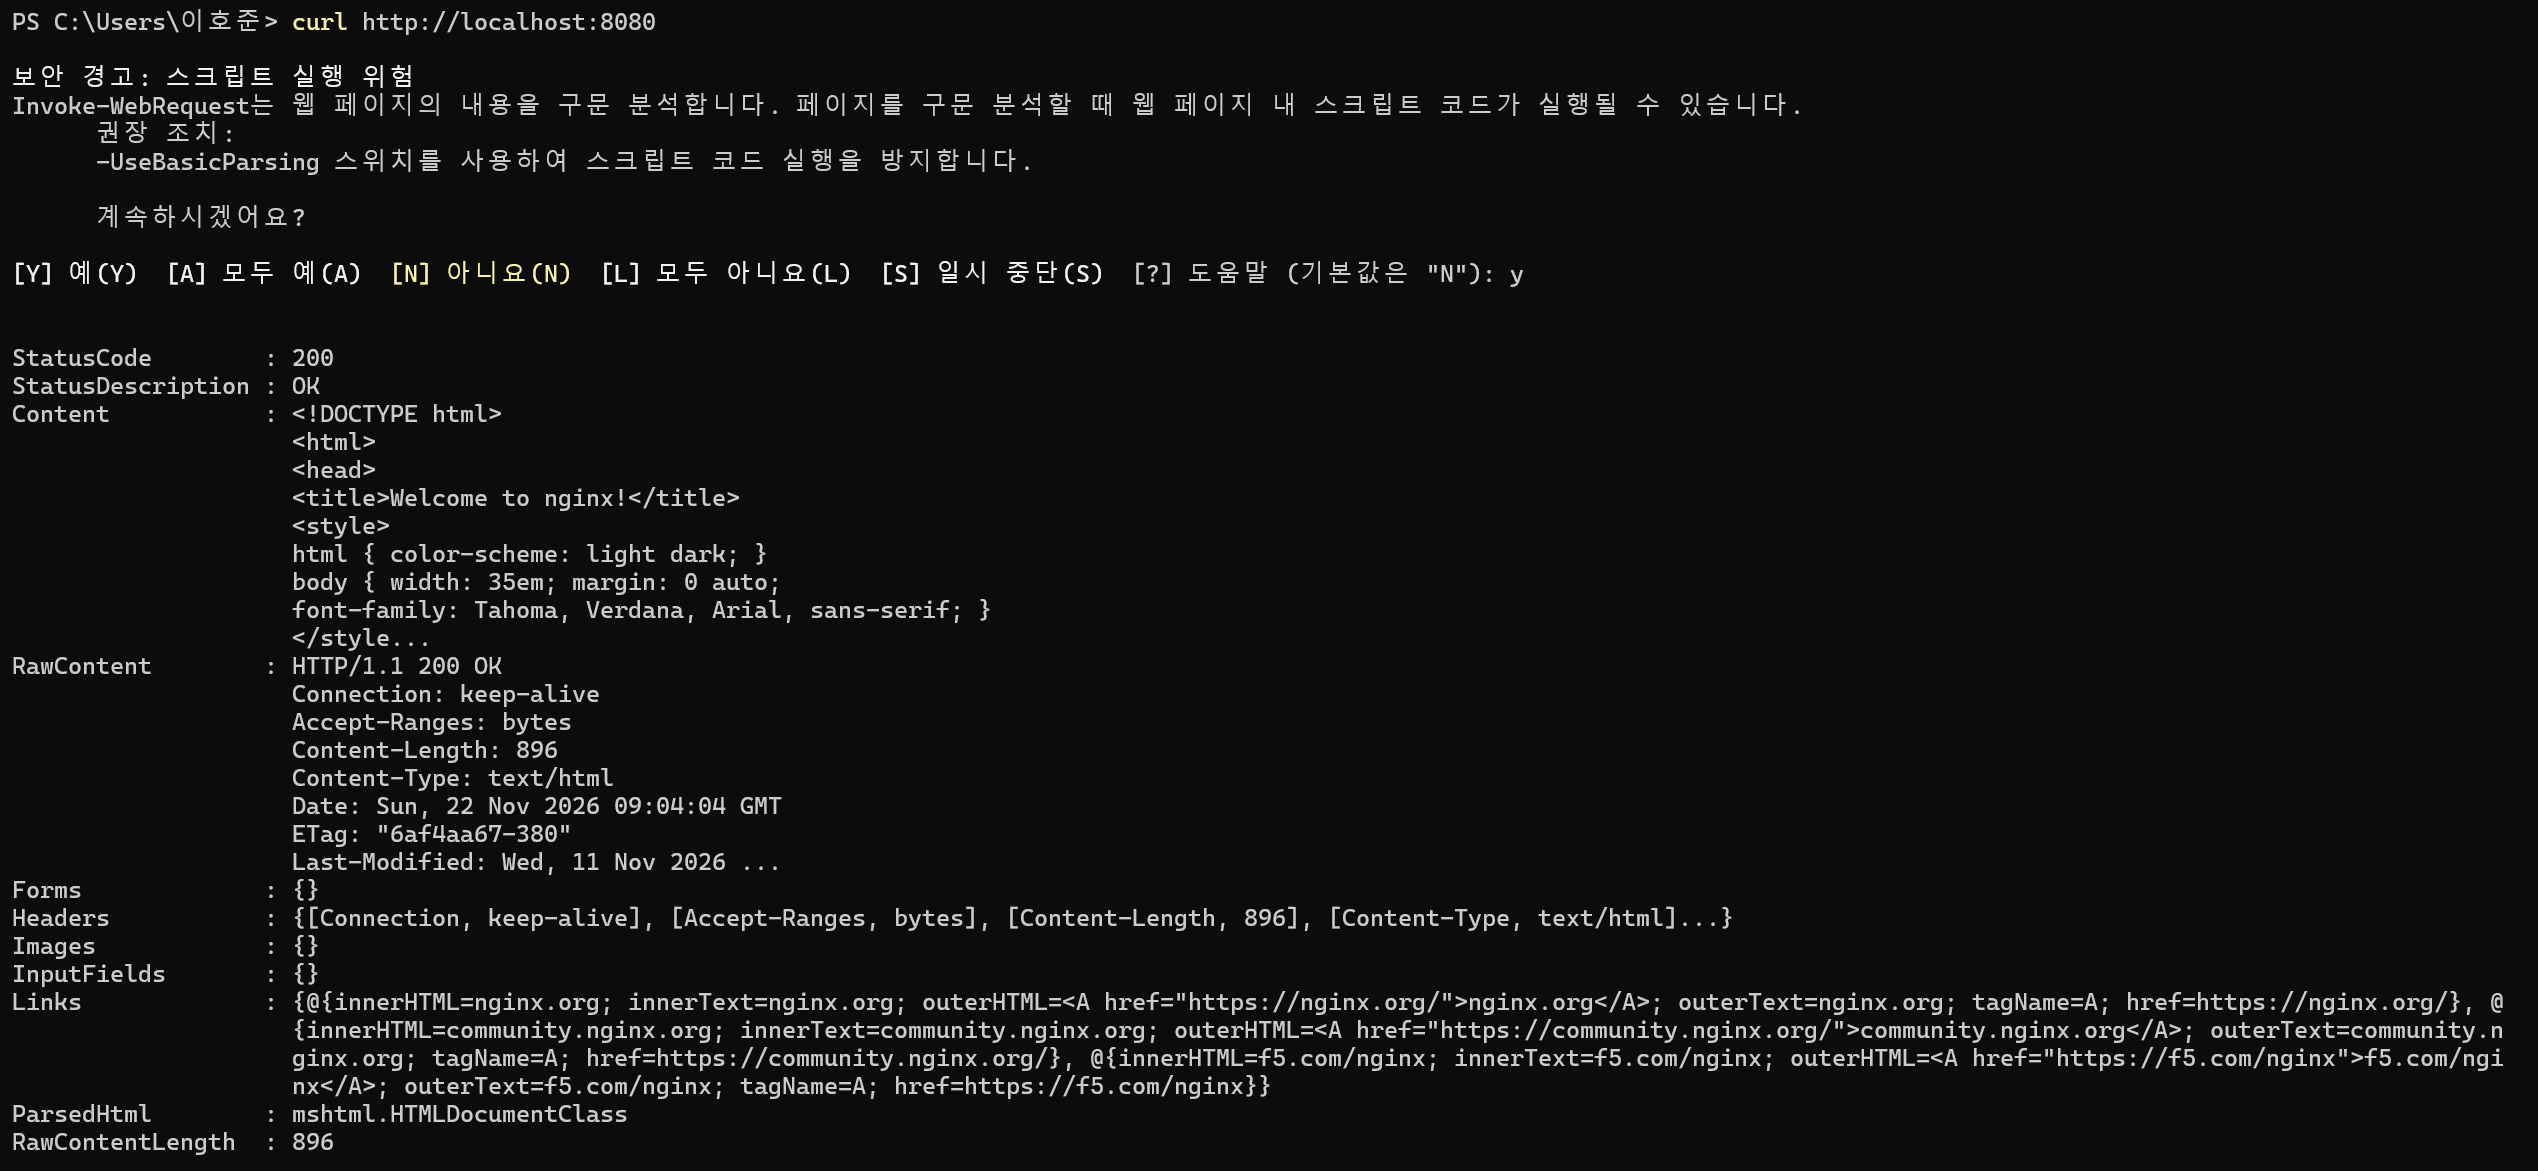 PS C:\Users\이호준> curl http://localhost:8080
보안 경고: 스크립트 실행 위험
Invoke-WebRequest는 웹 페이지의 내용을 구문 분석합니다. 페이지를 구문 분석할 때 웹 페이지 내 스크립트 코드가 실행될 수 있습니다.
권장 조치:
-UseBasicParsing 스위치를 사용하여 스크립트 코드 실행을 방지합니다.
계속하시겠어요?
[Y] 예(Y)  [A] 모두 예(A)  [N] 아니요(N)  [L] 모두 아니요(L)  [S] 일시 중단(S)  [?] 도움말 (기본값은 "N"): y
StatusCode        : 200
StatusDescription : OK
Content           : <!DOCTYPE html>
<html>
<head>
<title>Welcome to nginx!</title>
<style>
html { color-scheme: light dark; }
body { width: 35em; margin: 0 auto;
font-family: Tahoma, Verdana, Arial, sans-serif; }
</style...
RawContent        : HTTP/1.1 200 OK
Connection: keep-alive
Accept-Ranges: bytes
Content-Length: 896
Content-Type: text/html
Date: Sun, 22 Nov 2026 09:04:04 GMT
ETag: "6af4aa67-380"
Last-Modified: Wed, 11 Nov 2026 ...
Forms             : {}
Headers           : {[Connection, keep-alive], [Accept-Ranges, bytes], [Content-Length, 896], [Content-Type, text/html]...}
Images            : {}
InputFields       : {}
Links             : {@{innerHTML=nginx.org; innerText=nginx.org; outerHTML=<A href="https://nginx.org/">nginx.org</A>; outerText=nginx.org; tagName=A; href=https://nginx.org/}, @
{innerHTML=community.nginx.org; innerText=community.nginx.org; outerHTML=<A href="https://community.nginx.org/">community.nginx.org</A>; outerText=community.n
ginx.org; tagName=A; href=https://community.nginx.org/}, @{innerHTML=f5.com/nginx; innerText=f5.com/nginx; outerHTML=<A href="https://f5.com/nginx">f5.com/ngi
nx</A>; outerText=f5.com/nginx; tagName=A; href=https://f5.com/nginx}}
ParsedHtml        : mshtml.HTMLDocumentClass
RawContentLength  : 896